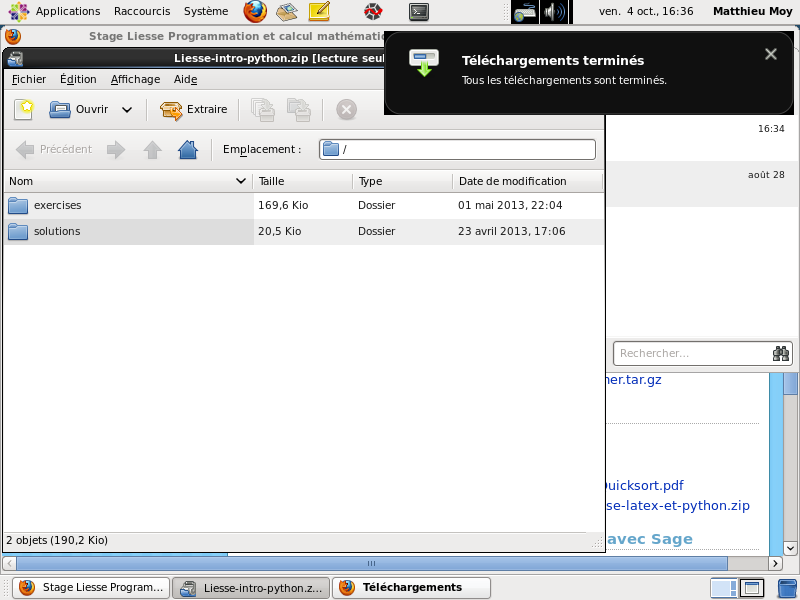 Applications Raccourcis Système ven. 4 oct., 16:36 Matthieu Moy
Stage Liesse Programmation et calcul mathémati
Liesse-intro-python.zip [lecture seul
Téléchargements terminés
Tous les téléchargements sont terminés.
Fichier Édition Affichage Aide
Ouvrir Extraire
16:34
Précédent Emplacement : /
août 28
Nom Taille Type Date de modification
exercises 169,6 Kio Dossier 01 mai 2013, 22:04
solutions 20,5 Kio Dossier 23 avril 2013, 17:06
Rechercher...
ner.tar.gz
Quicksort.pdf
se-latex-et-python.zip
avec Sage
2 objets (190,2 Kio)
Stage Liesse Program... Liesse-intro-python.z... Téléchargements